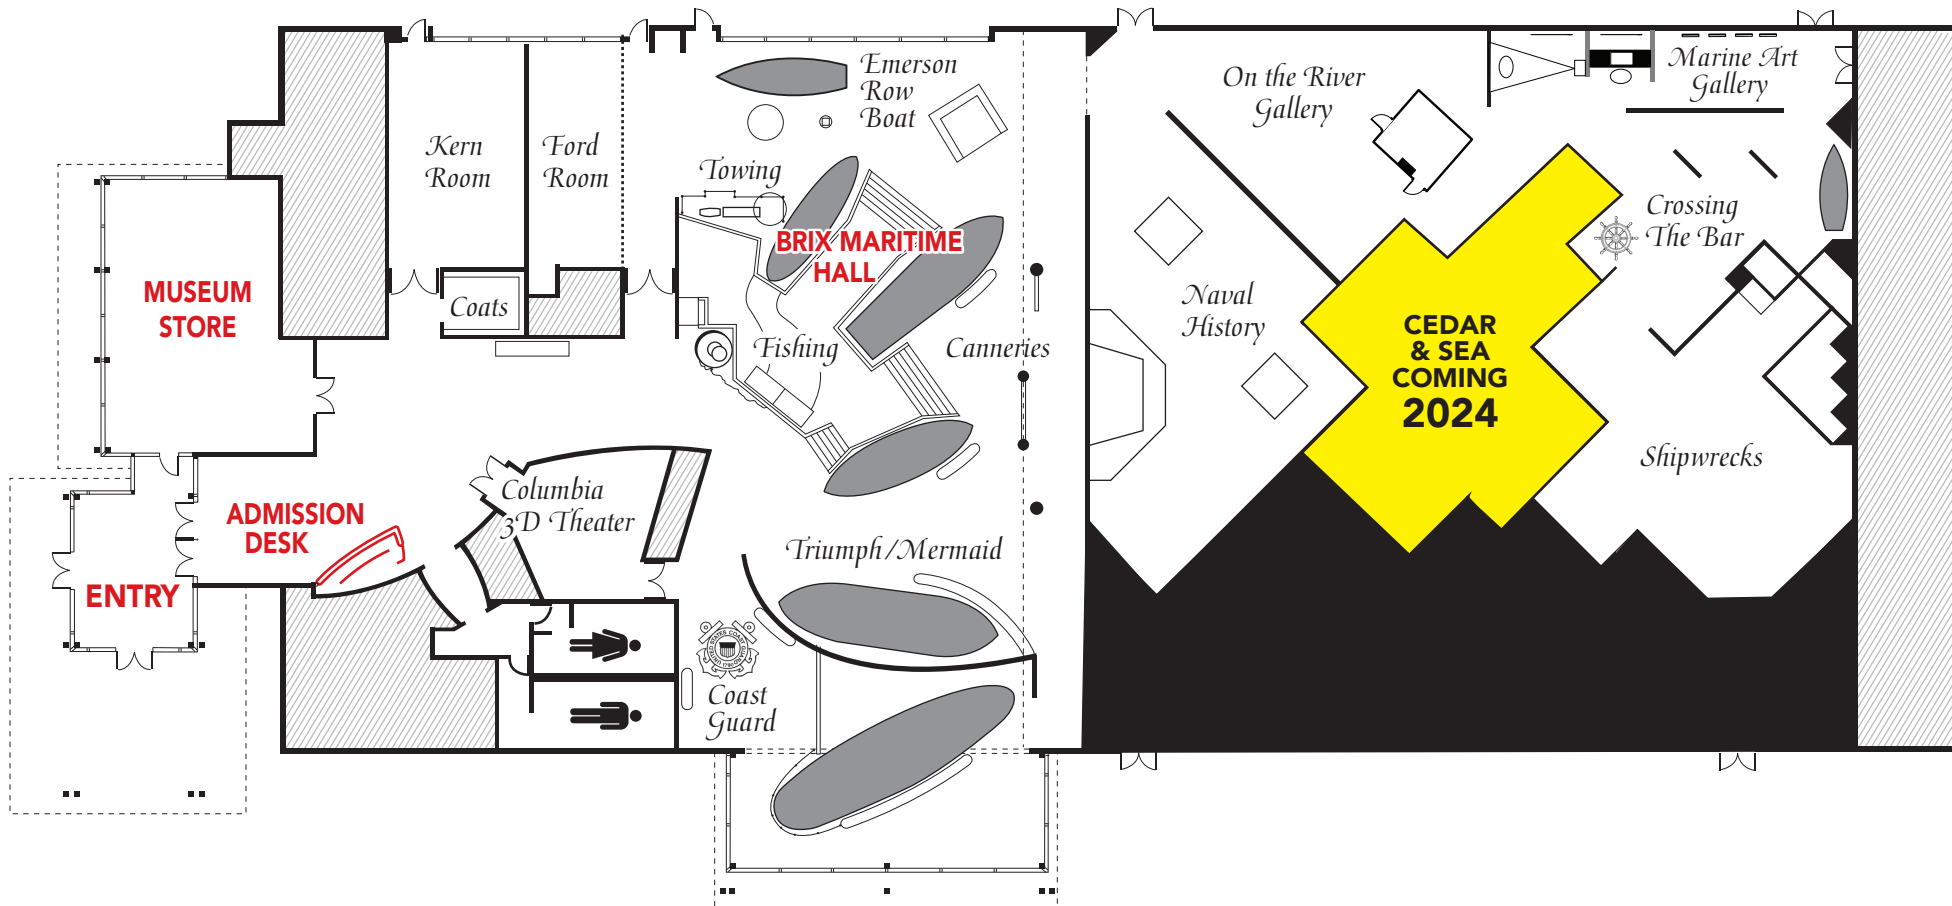 Emerson
Row
Boat
On the River
Gallery
Marine Art
Gallery
Kern
Room
Ford
Room
Towing
Crossing
The Bar
BRIX MARITIME
HALL
MUSEUM
STORE
Coats
Naval
History
Fishing
Canneries
CEDAR
& SEA
COMING
2024
Shipwrecks
Columbia
3D Theater
ADMISSION
DESK
Triumph/Mermaid
ENTRY
Coast
Guard